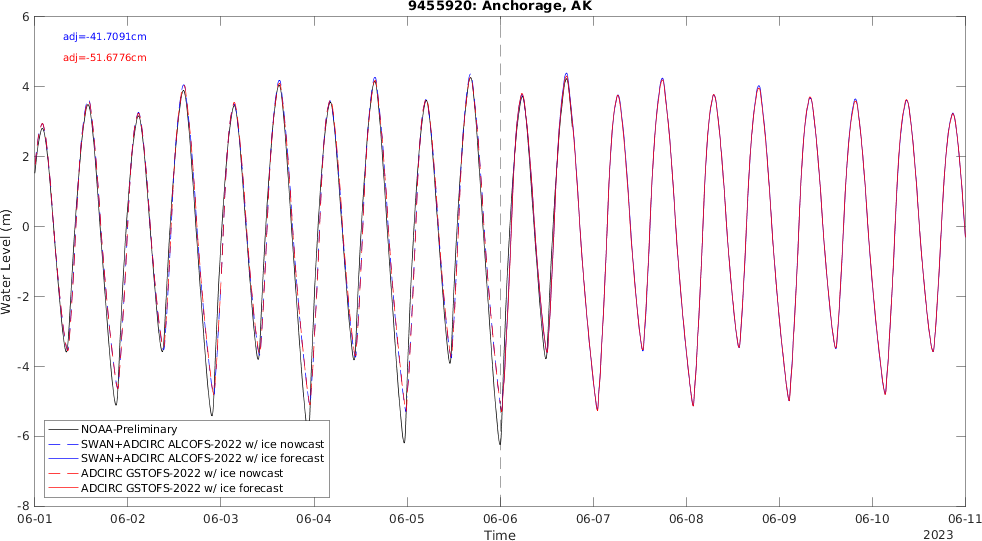 9455920: Anchorage, AK
adj=-41.7091cm
adj=-51.6776cm
6
4
2
0
-2
-4
-6
-8
Water Level (m)
NOAA-Preliminary
SWAN+ADCIRC ALCOFS-2022 w/ ice nowcast
SWAN+ADCIRC ALCOFS-2022 w/ ice forecast
ADCIRC GSTOFS-2022 w/ ice nowcast
ADCIRC GSTOFS-2022 w/ ice forecast
06-01 06-02 06-03 06-04 06-05 06-06 06-07 06-08 06-09 06-10 06-11
Time
2023